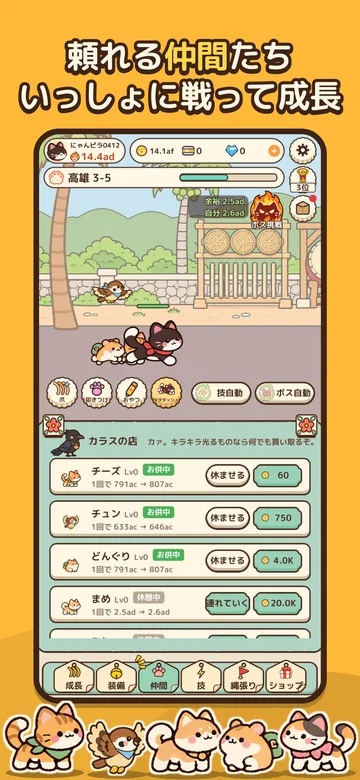 頼れる仲間たち
いっしょに戦って成長
にゃんピラ0412
14.4ad
14.1af
0
0
高雄 3-5
3位
余裕 2.5ad
自分 2.6ad
ボス挑戦
爪
叩きつけ
おやつ
技自動
ボス自動
カラスの店
カァ。キラキラ光るものなら何でも買い取るぞ。
チーズ Lv0 お供中
1回で 791ac → 807ac
休ませる
60
チュン Lv0 お供中
1回で 633ac → 646ac
休ませる
750
どんぐり Lv0 お供中
1回で 791ac → 807ac
休ませる
4.0K
まめ Lv0 休憩中
1回で 2.5ad → 2.6ad
連れていく
20.0K
成長
装備
仲間
技
縄張り
ショップ